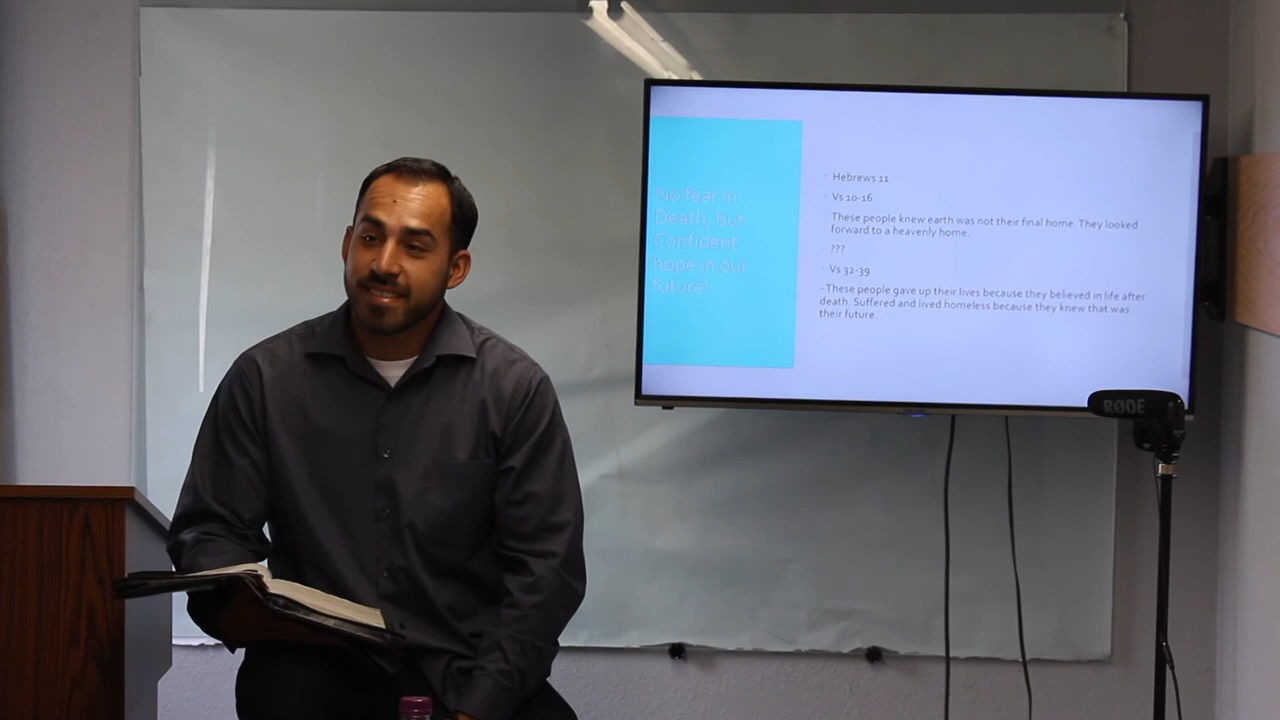 No fear in
Death, but
Confident
hope in our
future!
· Hebrews 11
· Vs 10-16
These people knew earth was not their final home. They looked
forward to a heavenly home.
???
· Vs 32-39
· These people gave up their lives because they believed in life after
death. Suffered and lived homeless because they knew that was
their future.
RØDE